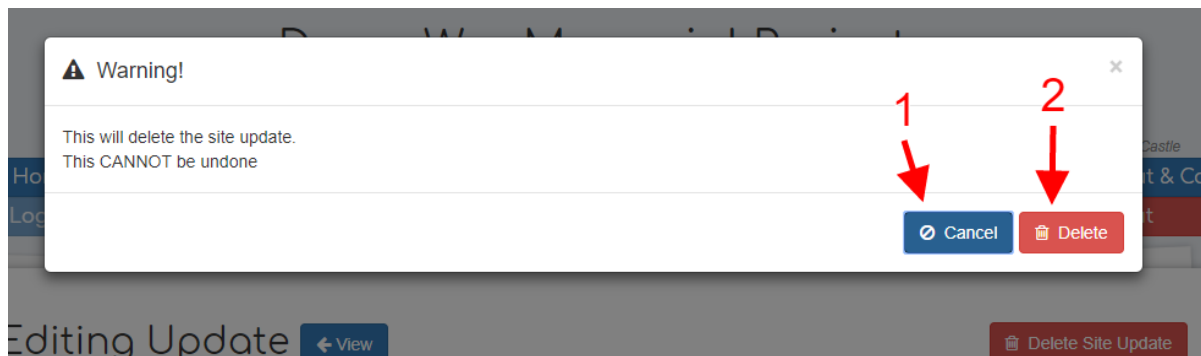 Warning!
×
1
2
This will delete the site update.
This CANNOT be undone
Castle
Cancel
Delete
Editing Update
View
Delete Site Update